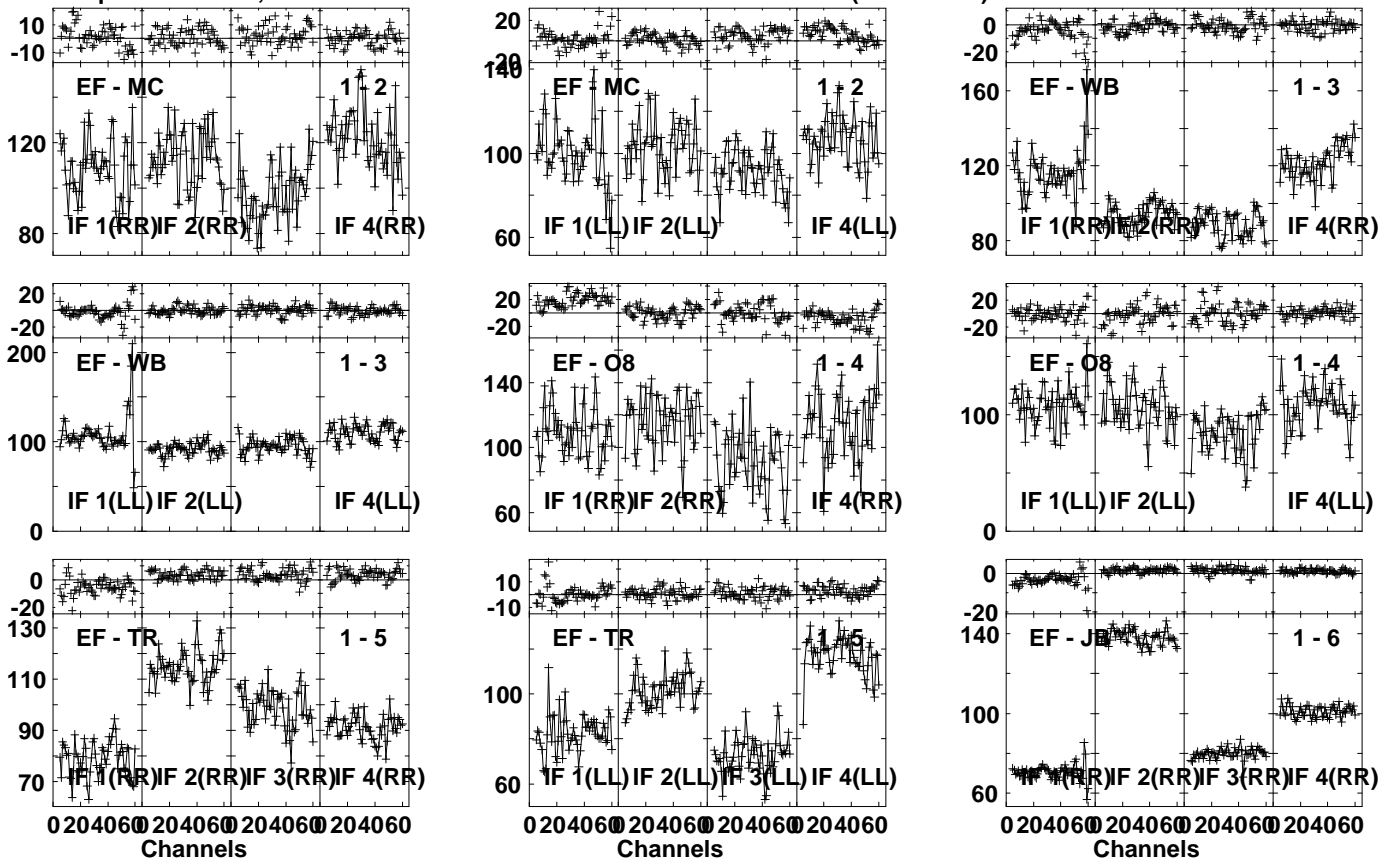 10
-10
EF - MC
1 - 2
120
80
IF 1(RR)
IF 2(RR)
IF 4(RR)
20
-20
140
EF - MC
1 - 2
100
60
IF 1(LL)
IF 2(LL)
IF 4(LL)
0
-20
160
EF - WB
1 - 3
120
80
IF 1(RR)
IF 2(RR)
IF 4(RR)
20
-20
200
EF - WB
1 - 3
100
0
IF 1(LL)
IF 2(LL)
IF 4(LL)
20
-20
EF - O8
1 - 4
140
100
60
IF 1(RR)
IF 2(RR)
IF 4(RR)
20
-20
EF - O8
1 - 4
100
0
IF 1(LL)
IF 2(LL)
IF 4(LL)
0
-20
130
EF - TR
1 - 5
110
90
70
IF 1(RR)
IF 2(RR)
IF 3(RR)
IF 4(RR)
0 204060 0 204060 0 204060 0 204060
Channels
10
-10
EF - TR
1 - 5
100
60
IF 1(LL)
IF 2(LL)
IF 3(LL)
IF 4(LL)
0 204060 0 204060 0 204060 0 204060
Channels
0
-20
140
EF - JB
1 - 6
100
60
IF 1(RR)
IF 2(RR)
IF 3(RR)
IF 4(RR)
0 204060 0 204060 0 204060 0 204060
Channels